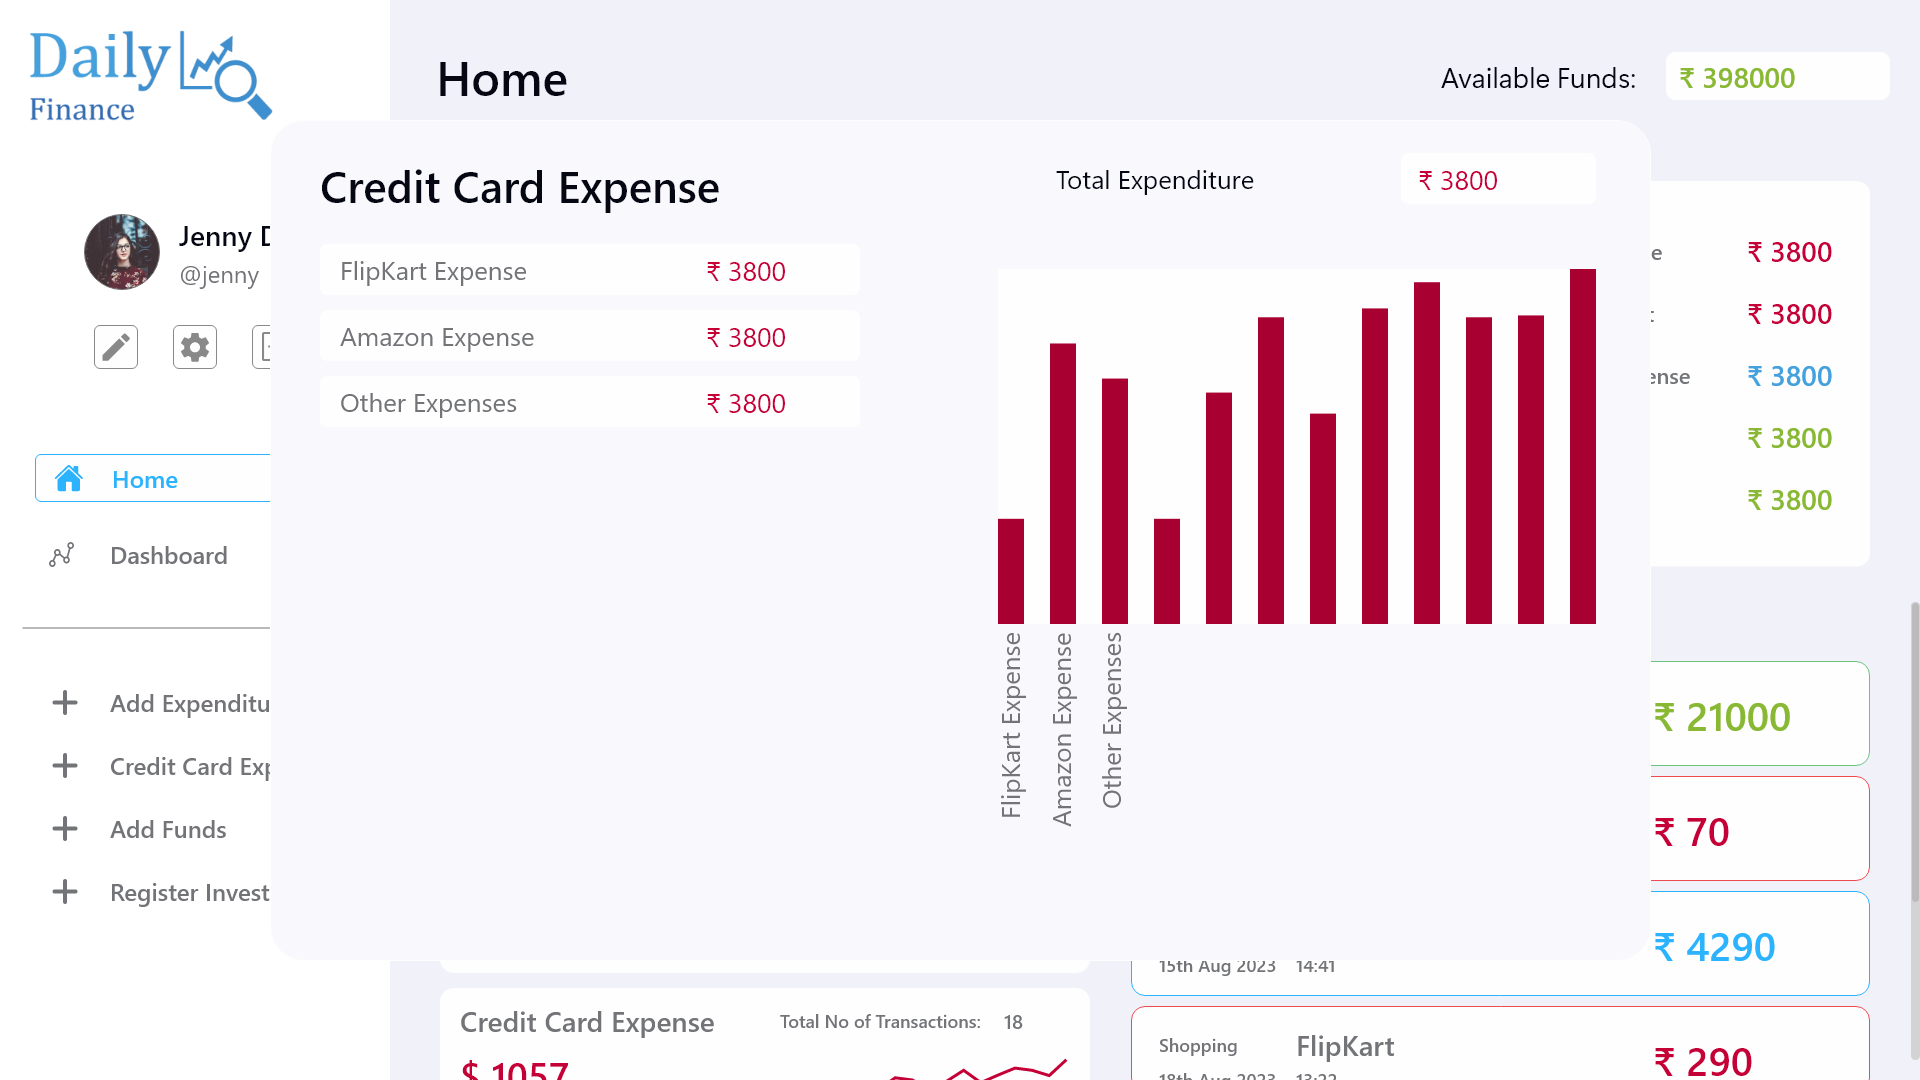 Daily
Finance
Home
Available Funds:
₹ 398000
Jenny D
@jenny
Home
Dashboard
Add Expenditu
Credit Card Exp
Add Funds
Register Invest
Credit Card Expense
Total Expenditure
₹ 3800
FlipKart Expense
₹ 3800
Amazon Expense
₹ 3800
Other Expenses
₹ 3800
FlipKart Expense
Amazon Expense
Other Expenses
e
₹ 3800
₹ 3800
ense
₹ 3800
₹ 3800
₹ 3800
₹ 21000
₹ 70
15th Aug 2023
14:41
₹ 4290
Credit Card Expense
Total No of Transactions:
18
$ 1057
Shopping
FlipKart
18th Aug 2023
13:22
₹ 290